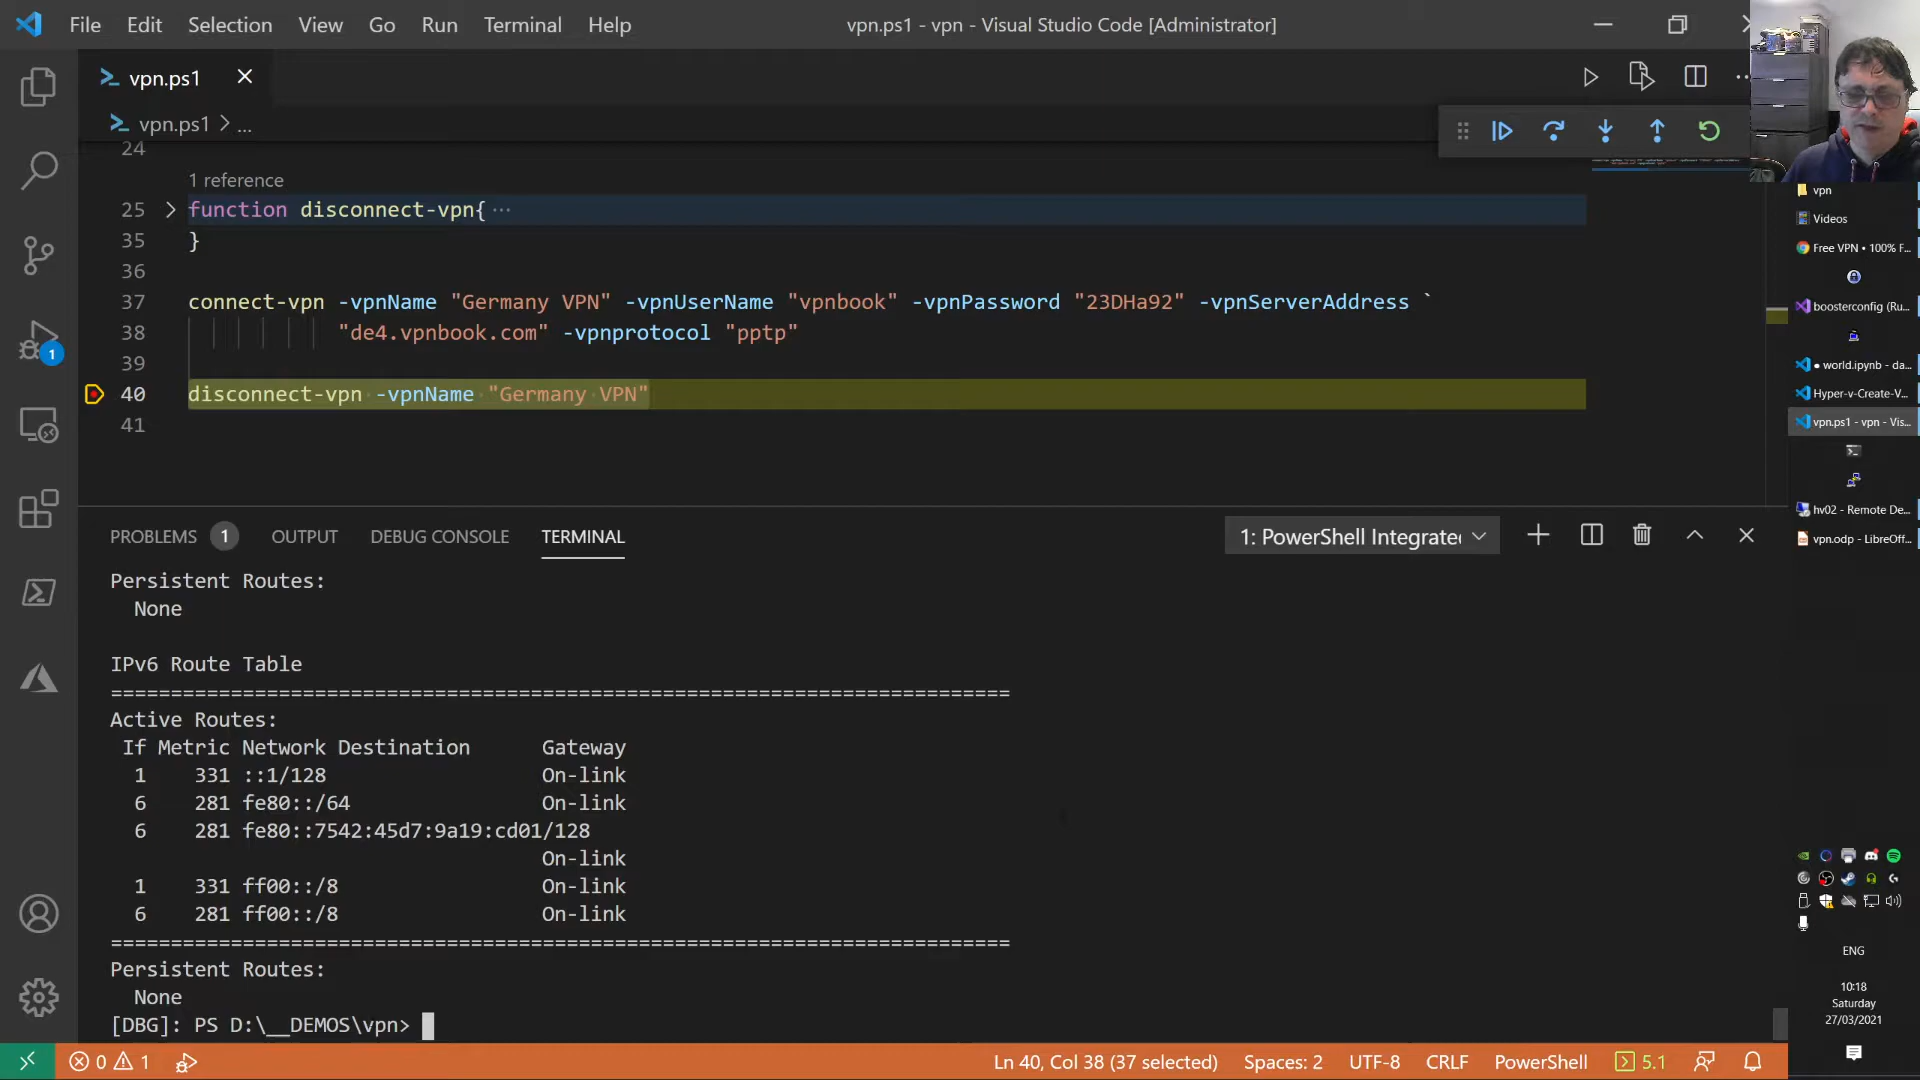 File Edit Selection View Go Run Terminal Help
vpn.ps1 - vpn - Visual Studio Code [Administrator]
vpn.ps1
vpn.ps1 > ...
24
1 reference
25 function disconnect-vpn{ ···
35 }
36
37 connect-vpn -vpnName "Germany VPN" -vpnUserName "vpnbook" -vpnPassword "23DHa92" -vpnServerAddress `
38 "de4.vpnbook.com" -vpnprotocol "pptp"
39
40 disconnect-vpn -vpnName "Germany VPN"
41
PROBLEMS 1 OUTPUT DEBUG CONSOLE TERMINAL
1: PowerShell Integrate
Persistent Routes:
None
IPv6 Route Table
===========================================================================
Active Routes:
If Metric Network Destination Gateway
1 331 ::1/128 On-link
6 281 fe80::/64 On-link
6 281 fe80::7542:45d7:9a19:cd01/128
On-link
1 331 ff00::/8 On-link
6 281 ff00::/8 On-link
===========================================================================
Persistent Routes:
None
[DBG]: PS D:\__DEMOS\vpn>
1
0 1
Ln 40, Col 38 (37 selected) Spaces: 2 UTF-8 CRLF PowerShell 5.1
vpn
Videos
Free VPN • 100% F...
boosterconfig (Ru...
● world.ipynb - da...
Hyper-v-Create-V...
vpn.ps1 - vpn - Vis...
hv02 - Remote De...
vpn.odp - LibreOff...
ENG
10:18
Saturday
27/03/2021